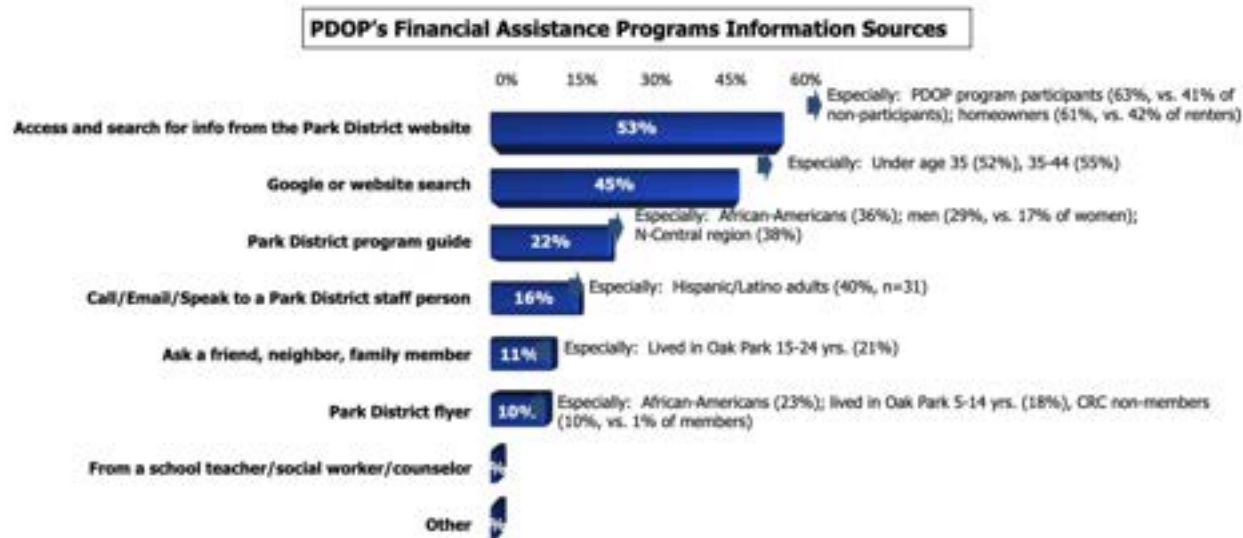 PDOP's Financial Assistance Programs Information Sources
0% 15% 30% 45% 60%
Access and search for info from the Park District website
53%
Especially: PDOP program participants (63%, vs. 41% of
non-participants); homeowners (61%, vs. 42% of renters)
Google or website search
45%
Especially: Under age 35 (52%), 35-44 (55%)
Park District program guide
22%
Especially: African-Americans (36%); men (29%, vs. 17% of women);
N-Central region (38%)
Call/Email/Speak to a Park District staff person
16%
Especially: Hispanic/Latino adults (40%, n=31)
Ask a friend, neighbor, family member
11%
Especially: Lived in Oak Park 15-24 yrs. (21%)
Park District flyer
10%
Especially: African-Americans (23%); lived in Oak Park 5-14 yrs. (18%), CRC non-members
(10%, vs. 1% of members)
From a school teacher/social worker/counselor
Other